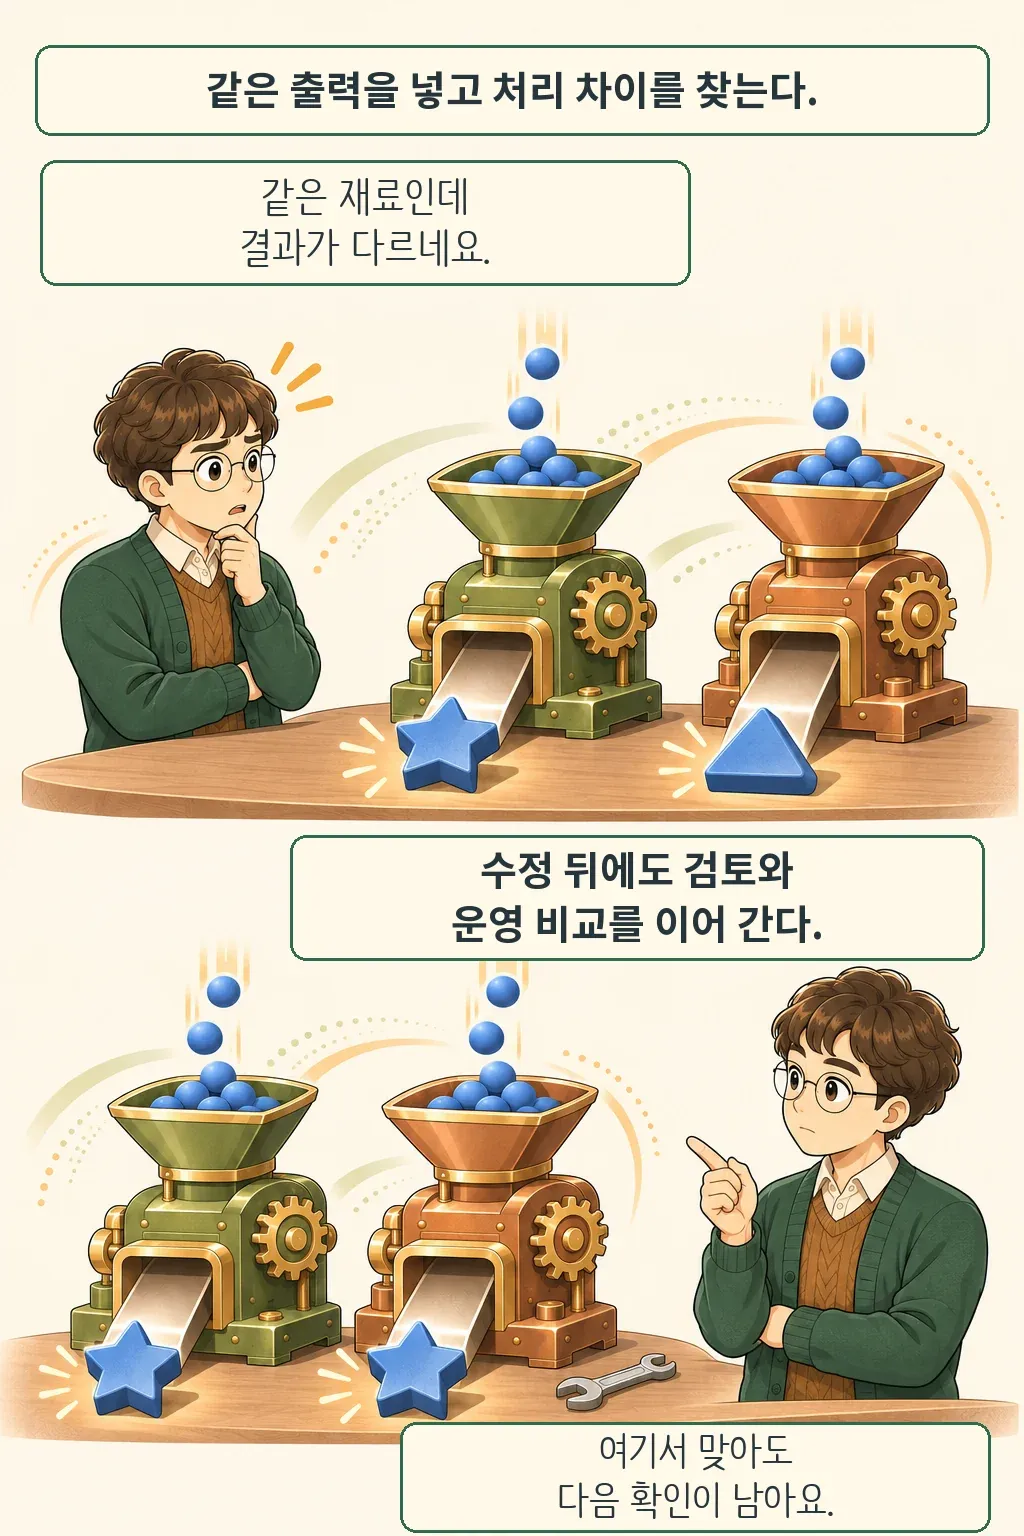 같은 출력을 넣고 처리 차이를 찾는다.
같은 재료인데
결과가 다르네요.
수정 뒤에도 검토와
운영 비교를 이어 간다.
여기서 맞아도
다음 확인이 남아요.